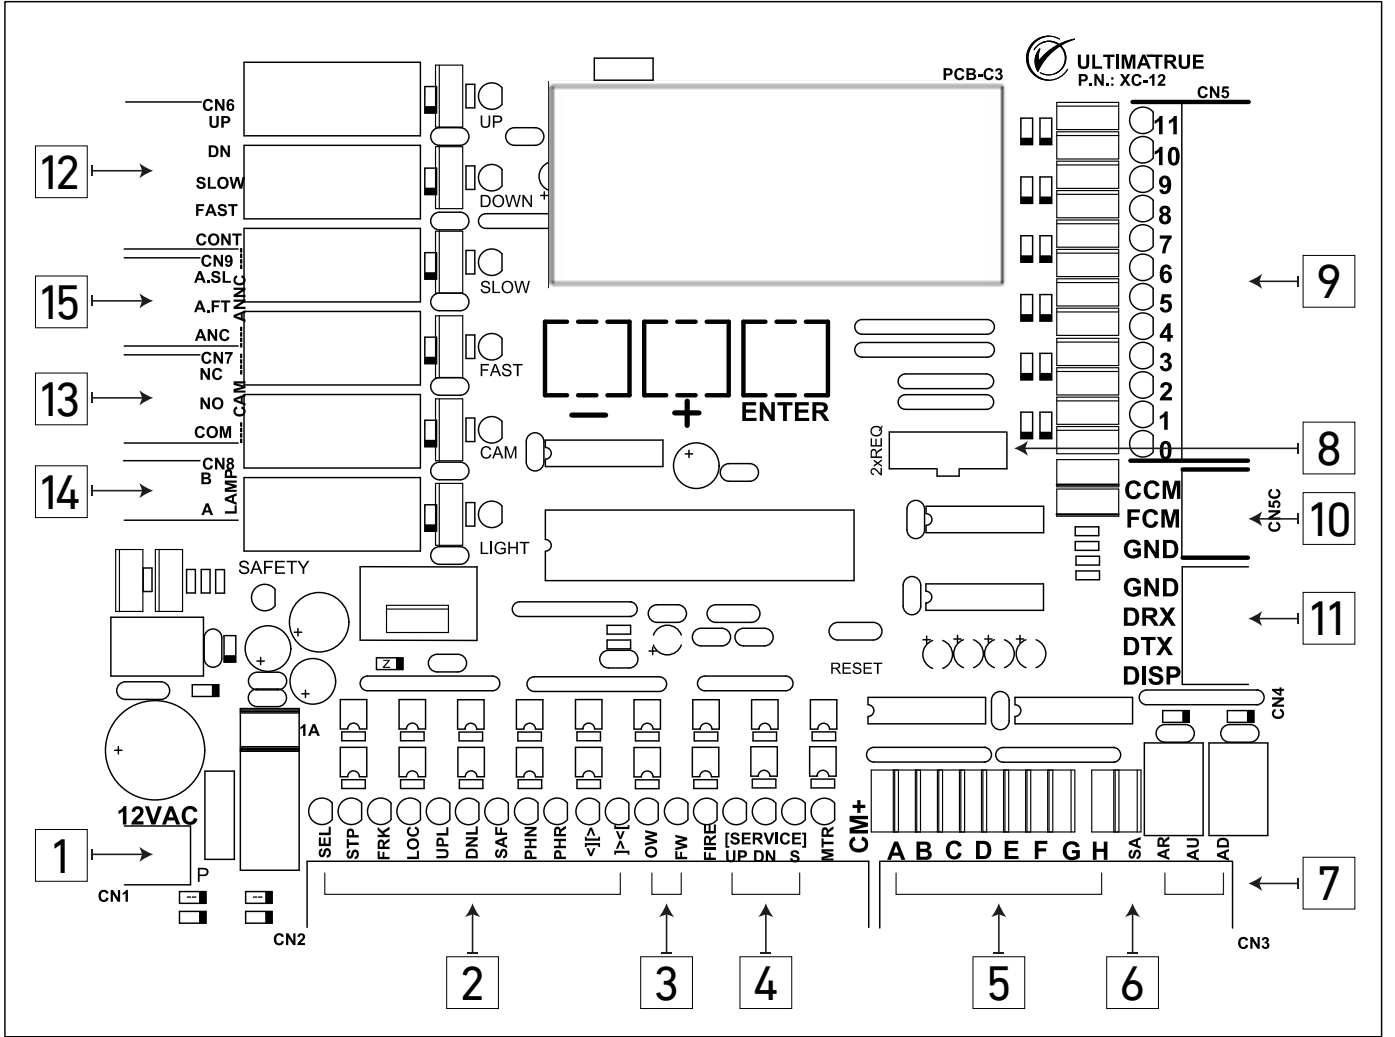 PCB-C3
ULTIMATRUE
P.N.: XC-12
CN6
UP
DN
SLOW
FAST
CONT
CN9
A.SL
A.FT
ANC
ANNC
CN7
NC
NO
COM
CAM
CN8
B
A
LAMP
12
15
13
14
UP
DOWN
SLOW
FAST
CAM
LIGHT
+
−
+
ENTER
2xREQ
+
CN5
11
10
9
8
7
6
5
4
3
2
1
0
CCM
FCM
GND
CN5C
GND
DRX
DTX
DISP
CN4
9
8
10
11
SAFETY
+
+
+
Z
+
RESET
+
+
+
+
+
1A
12VAC
P
CN1
--
--
1
SEL
STP
FRK
LOC
UPL
DNL
SAF
PHN
PHR
<][>
]><[
OW
FW
FIRE
[SERVICE]
UP DN S
MTR
CM+
A B C D E F G H
SA
AR
AU
AD
7
CN2
CN3
2
3
4
5
6